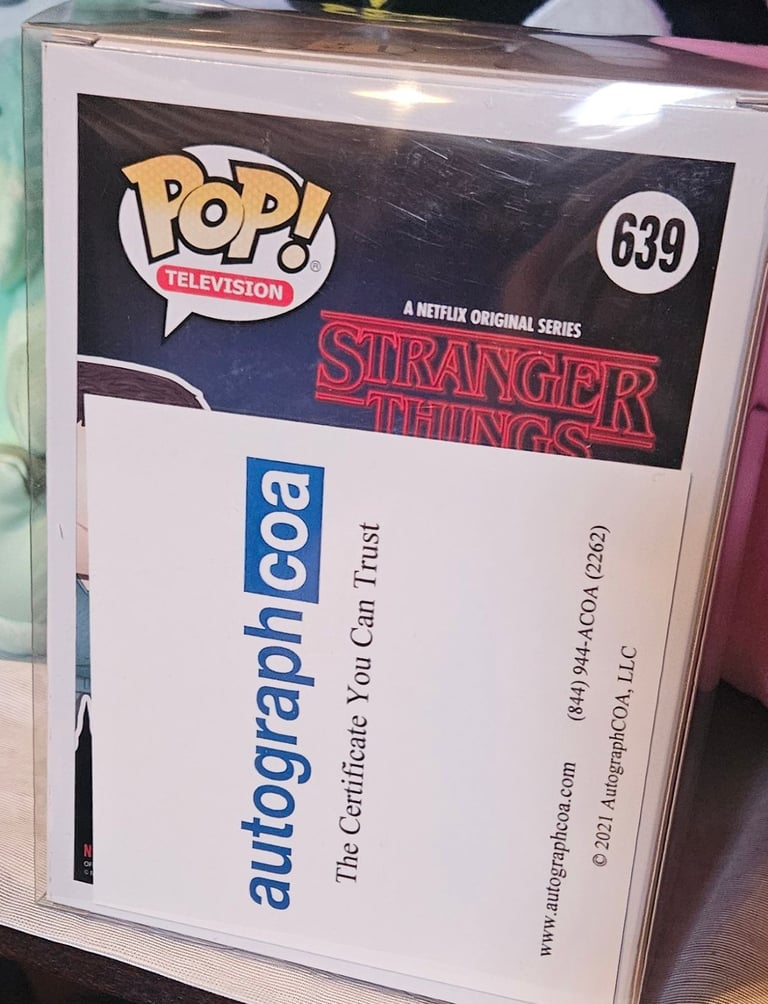 POP!
TELEVISION
639
A NETFLIX ORIGINAL SERIES
STRANGER
THINGS
autographcoa
The Certificate You Can Trust
www.autographcoa.com (844) 944-ACOA (2262)
© 2021 AutographCOA, LLC
N